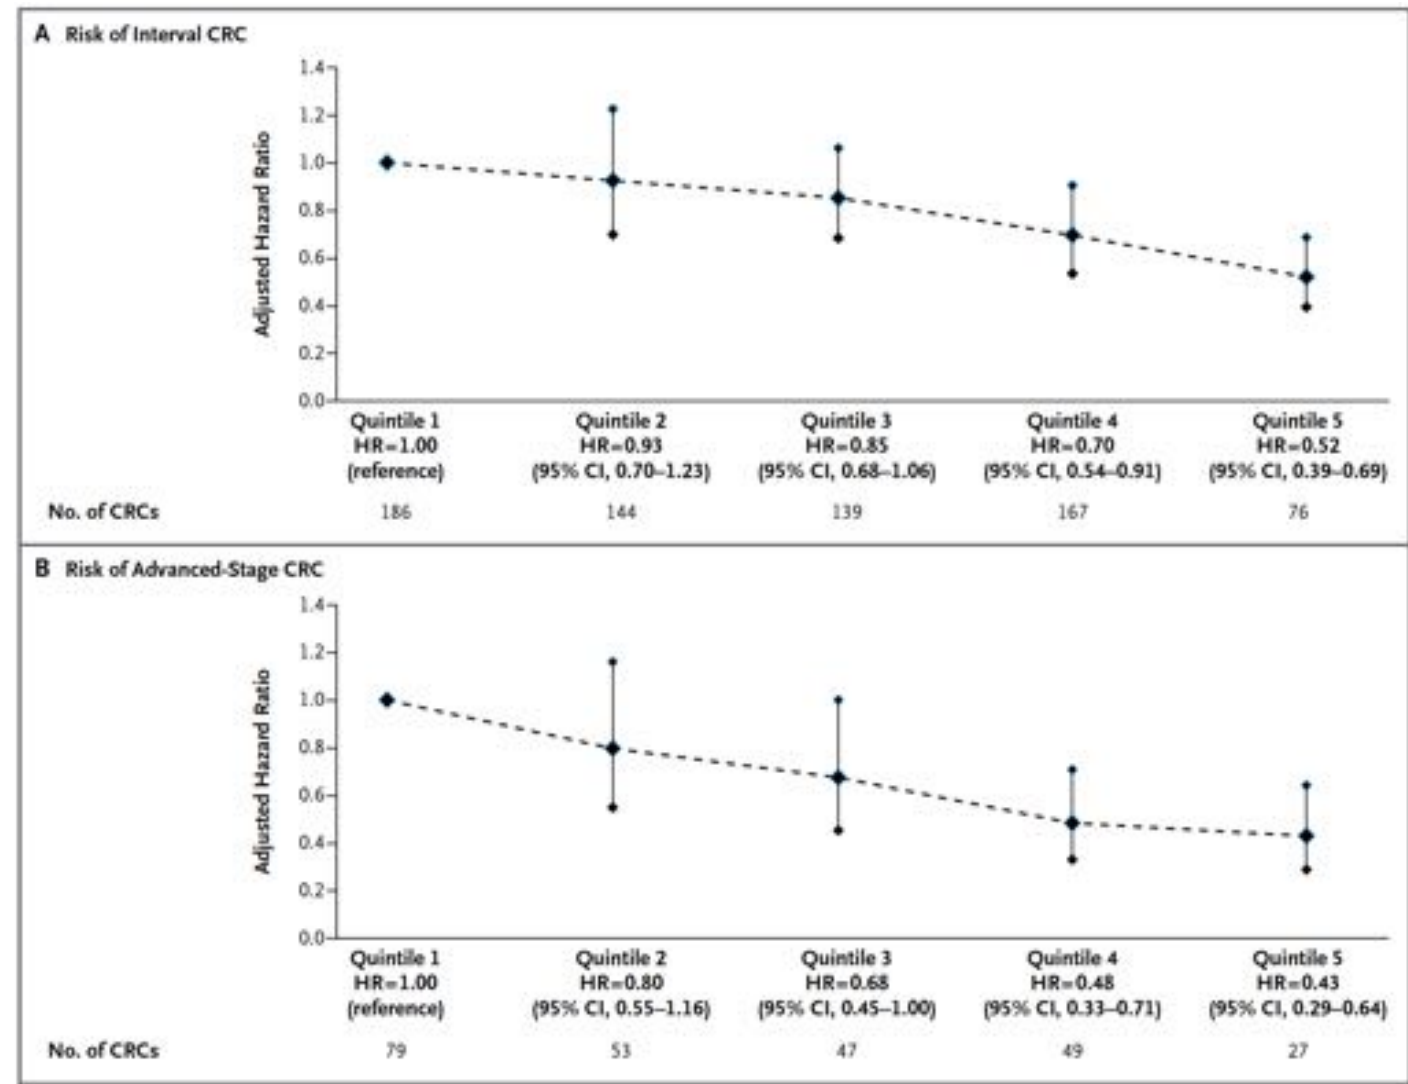 A Risk of Interval CRC
Adjusted Hazard Ratio
1.4
1.2
1.0
0.8
0.6
0.4
0.2
0.0
Quintile 1 Quintile 2 Quintile 3 Quintile 4 Quintile 5
HR=1.00 HR=0.93 HR=0.85 HR=0.70 HR=0.52
(reference) (95% CI, 0.70–1.23) (95% CI, 0.68–1.06) (95% CI, 0.54–0.91) (95% CI, 0.39–0.69)
No. of CRCs 186 144 139 167 76
B Risk of Advanced-Stage CRC
Adjusted Hazard Ratio
1.4
1.2
1.0
0.8
0.6
0.4
0.2
0.0
Quintile 1 Quintile 2 Quintile 3 Quintile 4 Quintile 5
HR=1.00 HR=0.80 HR=0.68 HR=0.48 HR=0.43
(reference) (95% CI, 0.55–1.16) (95% CI, 0.45–1.00) (95% CI, 0.33–0.71) (95% CI, 0.29–0.64)
No. of CRCs 79 53 47 49 27